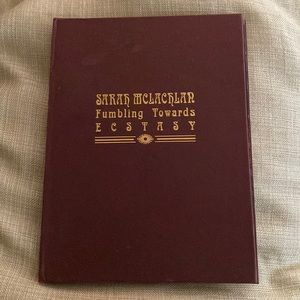 SARAH McLACHLAN
Fumbling Towards
ECSTASY